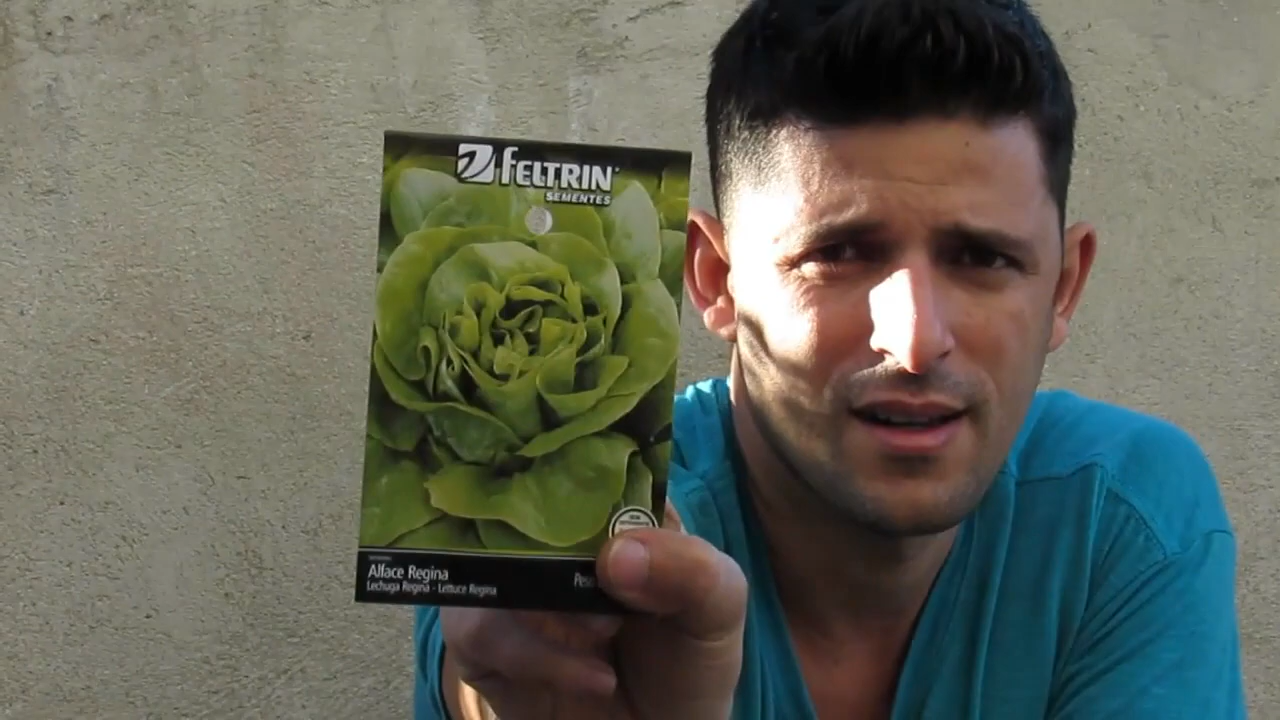 FELTRIN
SEMENTES
Alface Regina
Lechuga Regina - Lettuce Regina